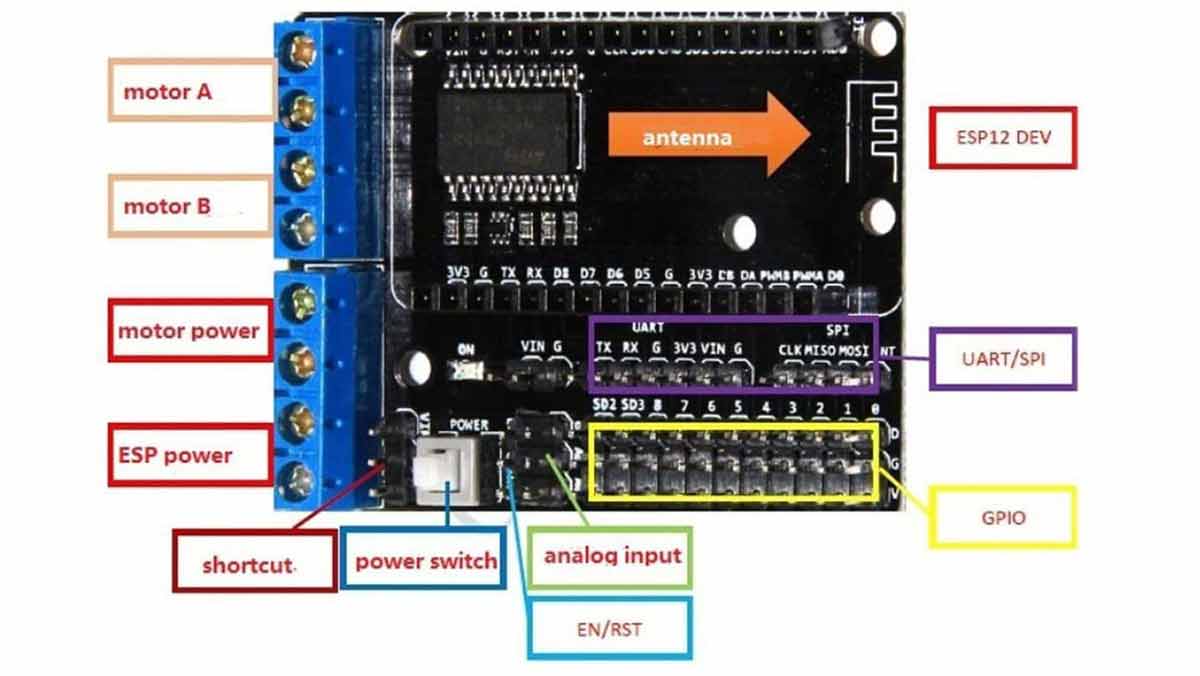 motor A
antenna
ESP12 DEV
motor B
3V3 G TX RX D8 D7 D6 D5 G 3V3 DB DA PWMB PWMA D0
motor power
UART SPI
ON VIN G TX RX G 3V3 VIN G CLK MISO MOSI INT
UART/SPI
SD2 SD3 8 7 6 5 4 3 2 1 0
POWER
D
G
V
ESP power
GPIO
shortcut.
power switch
analog input
EN/RST